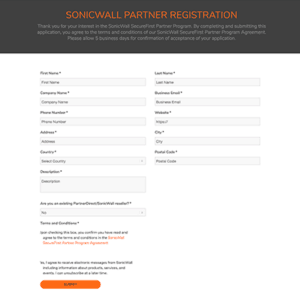 SONICWALL PARTNER REGISTRATION
Thank you for your interest in the SonicWall SecureFirst Partner Program. By completing and submitting this
application, you agree to the terms and conditions of our SonicWall SecureFirst Partner Program Agreement.
Please allow 5 business days for confirmation of acceptance of your application.
First Name* Last Name*
First Name Last Name
Company Name* Business Email*
Company Name Business Email
Phone Number* Website*
Phone Number https://
Address* City*
Address City
Country* Postal Code*
Select Country Postal Code
Description*
Description
Are you an existing PartnerDirect/SonicWall reseller?*
No
Terms and Conditions*
checking this box, you confirm you have read and
agree to the terms and conditions in the SonicWall
SecureFirst Partner Program Agreement.
I agree to receive electronic messages from SonicWall
including information about products, services, and
events. I can unsubscribe at a later time.
SUBMIT